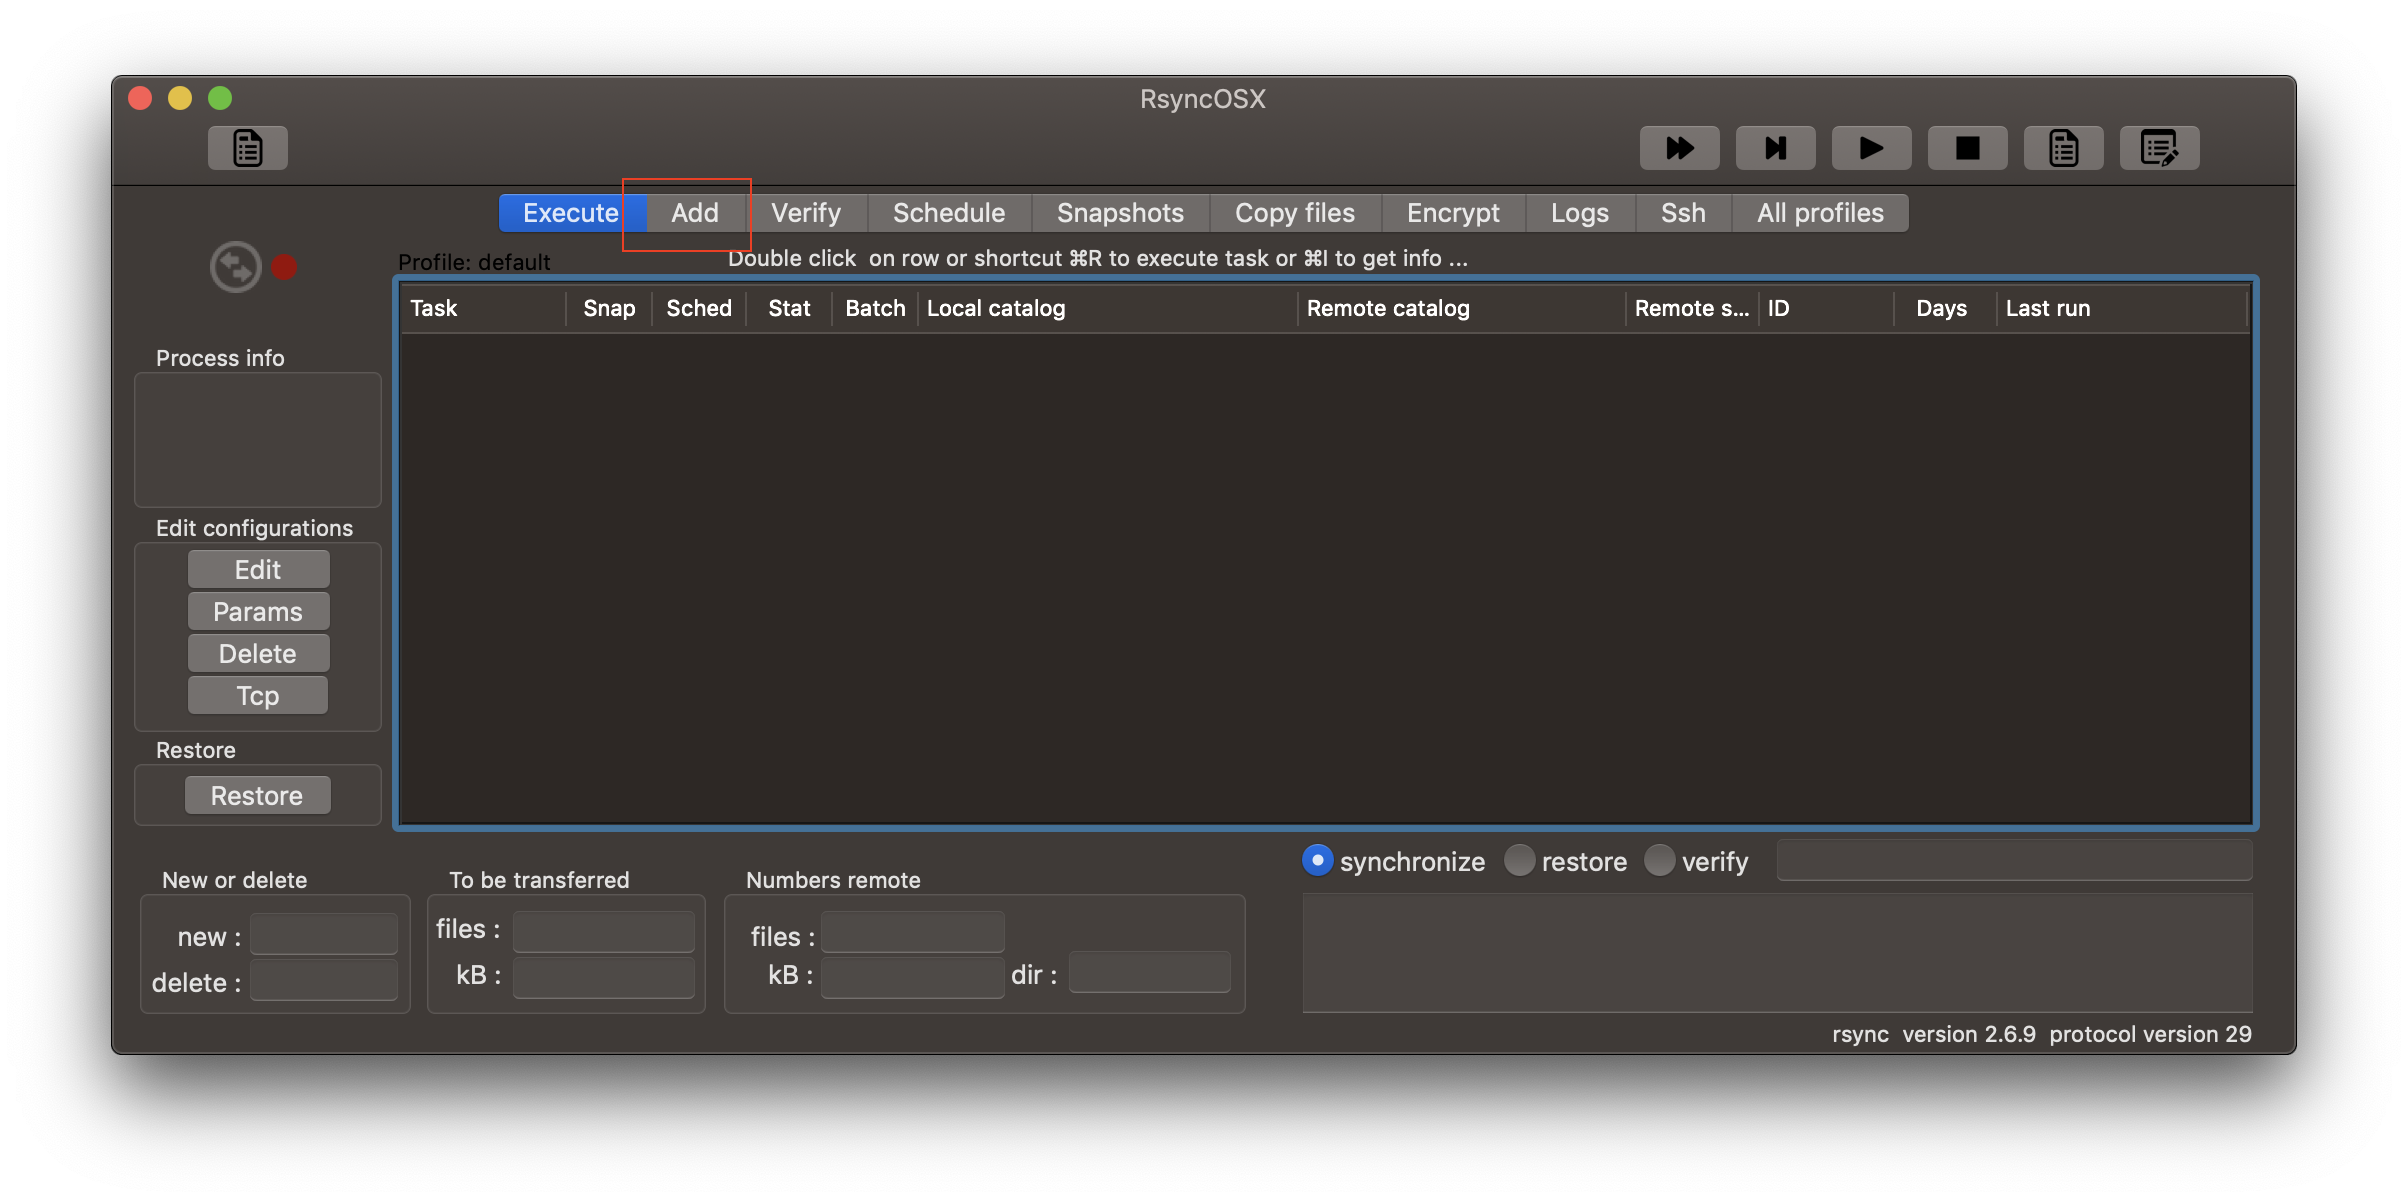 RsyncOSX
Execute Add Verify Schedule Snapshots Copy files Encrypt Logs Ssh All profiles
Profile: default
Double click  on row or shortcut ⌘R to execute task or ⌘I to get info ...
Task Snap Sched Stat Batch Local catalog Remote catalog Remote s... ID Days Last run
Process info
Edit configurations
Edit
Params
Delete
Tcp
Restore
Restore
synchronize restore verify
New or delete
new :
delete :
To be transferred
files :
kB :
Numbers remote
files :
kB :
dir :
rsync  version 2.6.9  protocol version 29